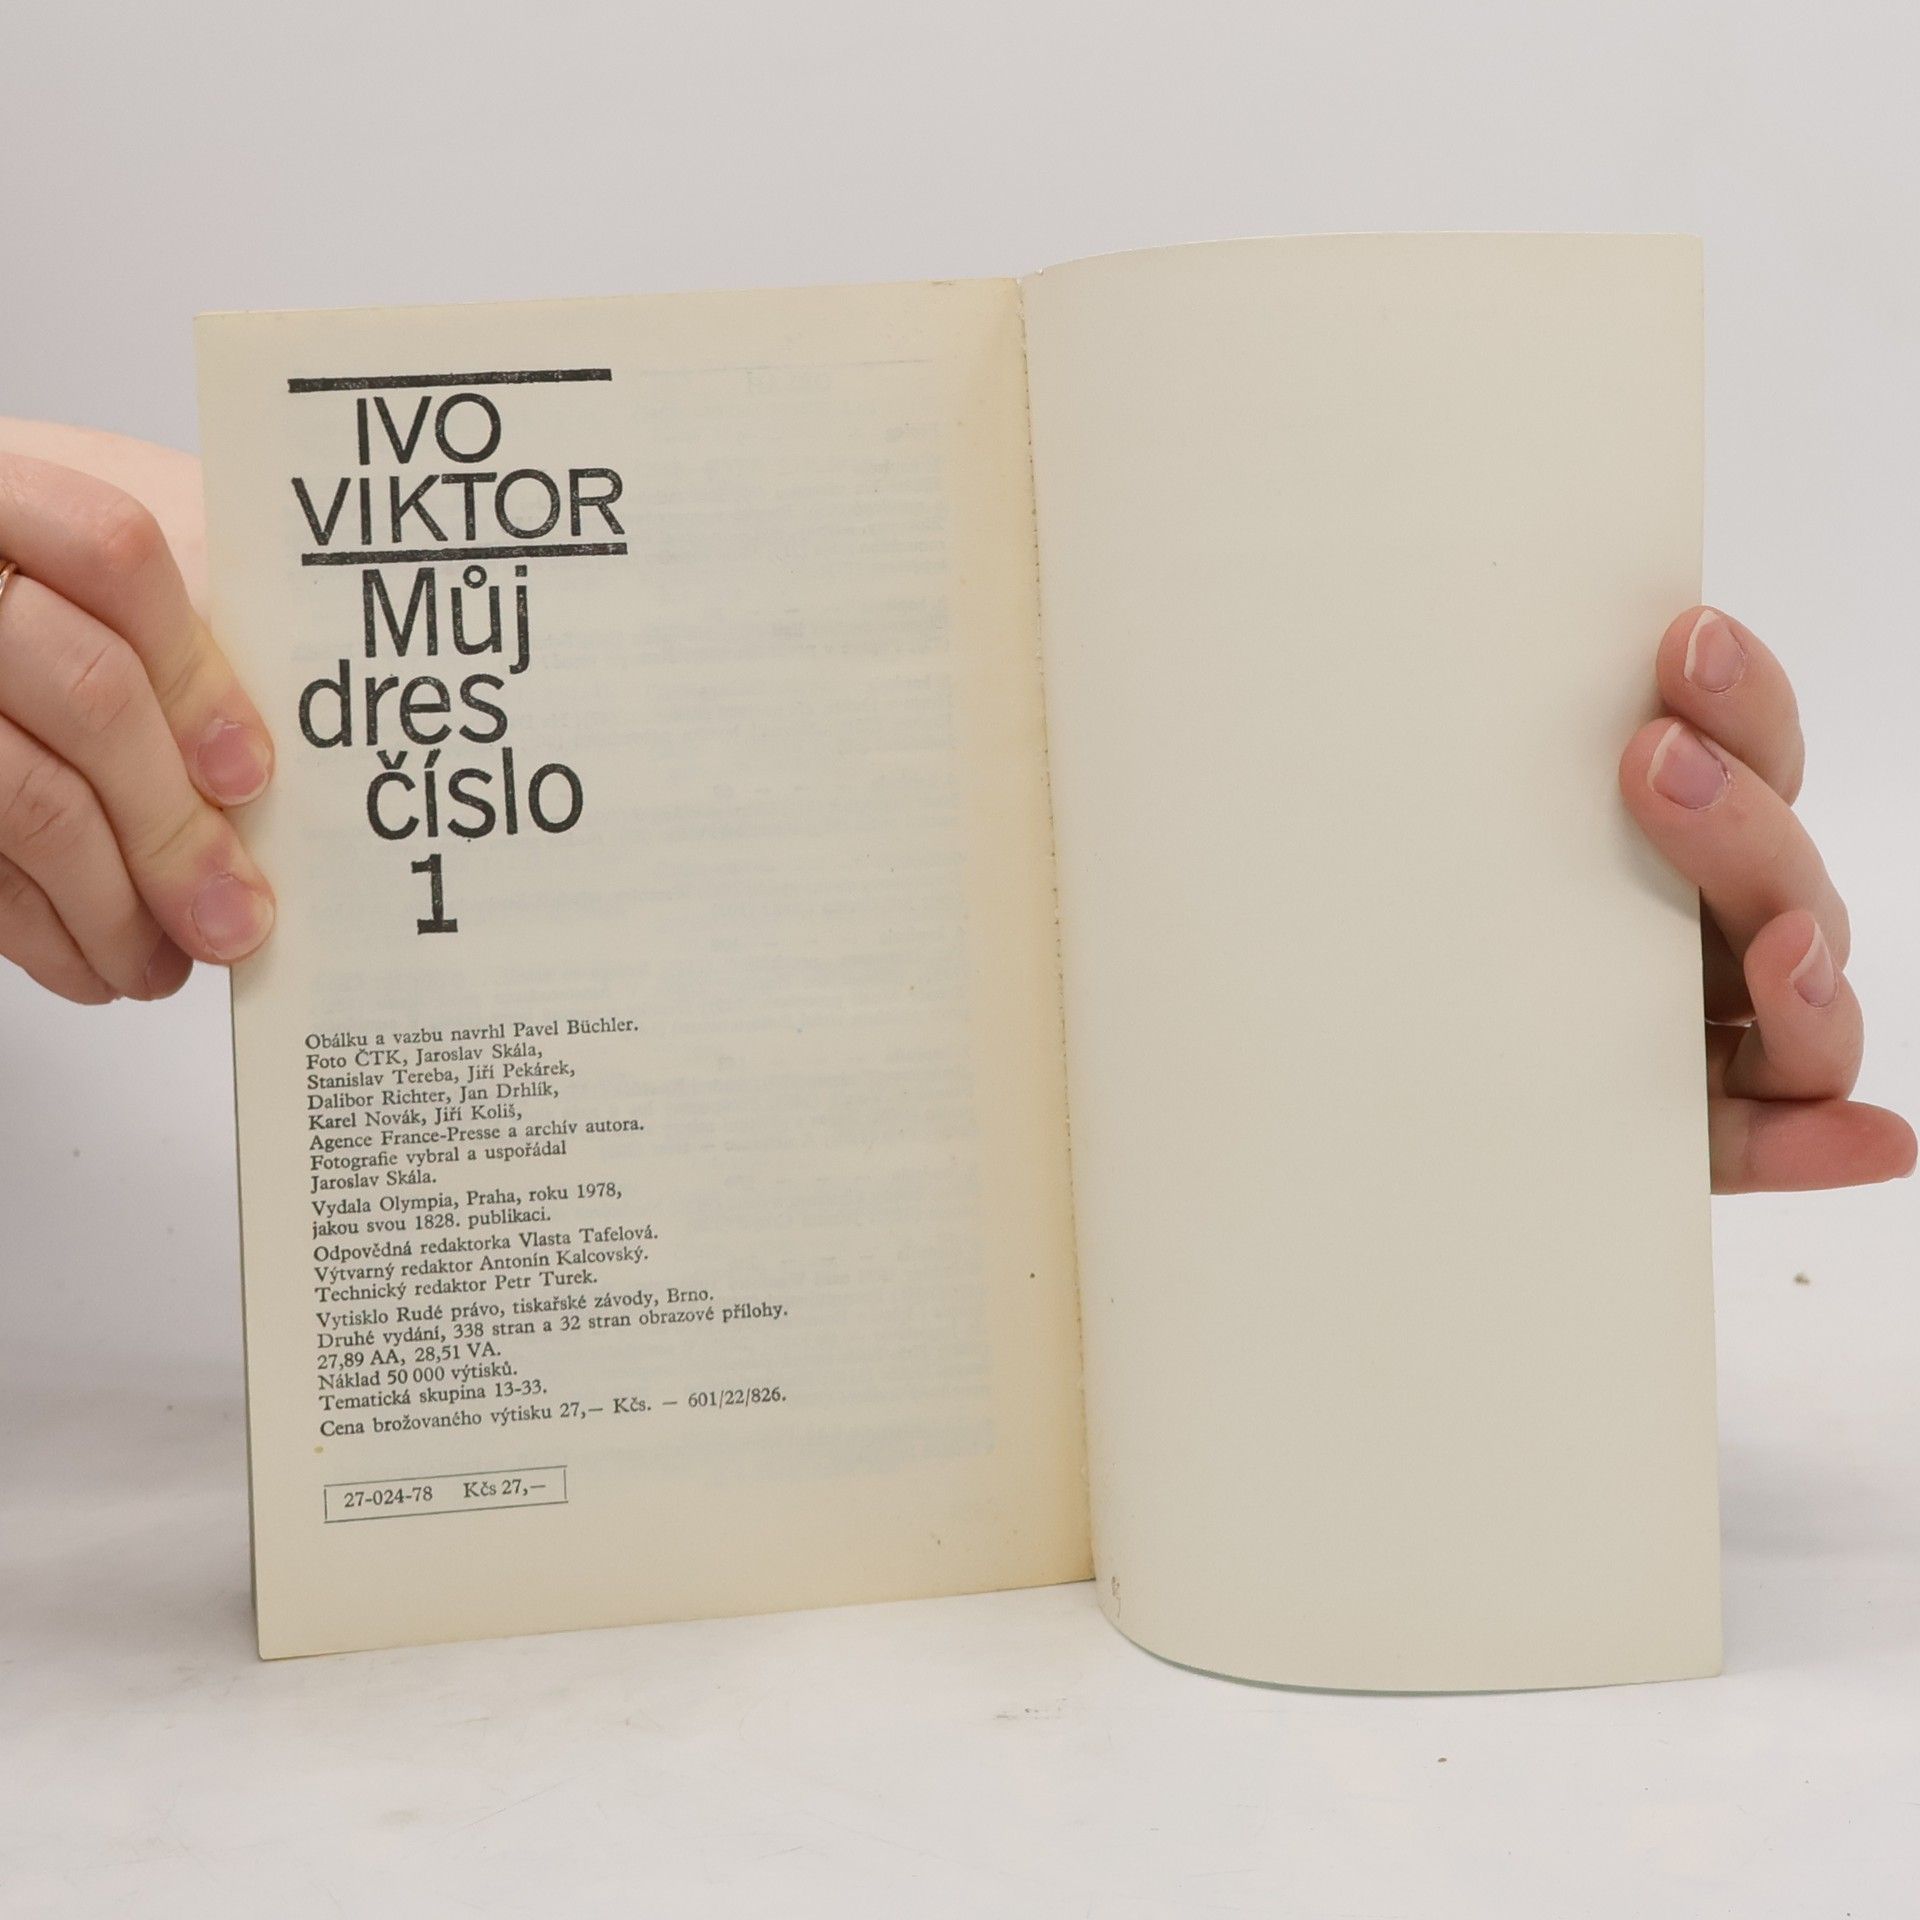 IVO
VIKTOR
Můj
dres
číslo
1
Obálku a vazbu navrhl Pavel Büchler.
Foto ČTK, Jaroslav Skála,
Stanislav Tereba, Jiří Pekárek,
Dalibor Richter, Jan Drhlík,
Karel Novák, Jiří Koliš,
Agence France-Presse a archív autora.
Fotografie vybral a uspořádal
Jaroslav Skála.
Vydala Olympia, Praha, roku 1978,
jakou svou 1828. publikaci.
Odpovědná redaktorka Vlasta Tafelová.
Výtvarný redaktor Antonín Kalcovský.
Technický redaktor Petr Turek.
Vytisklo Rudé právo, tiskařské závody, Brno.
Druhé vydání, 338 stran a 32 stran obrazové přílohy.
27,89 AA, 28,51 VA.
Náklad 50 000 výtisků.
Tematická skupina 13-33.
Cena brožovaného výtisku 27,— Kčs. — 601/22/826.
27-024-78 Kčs 27,—